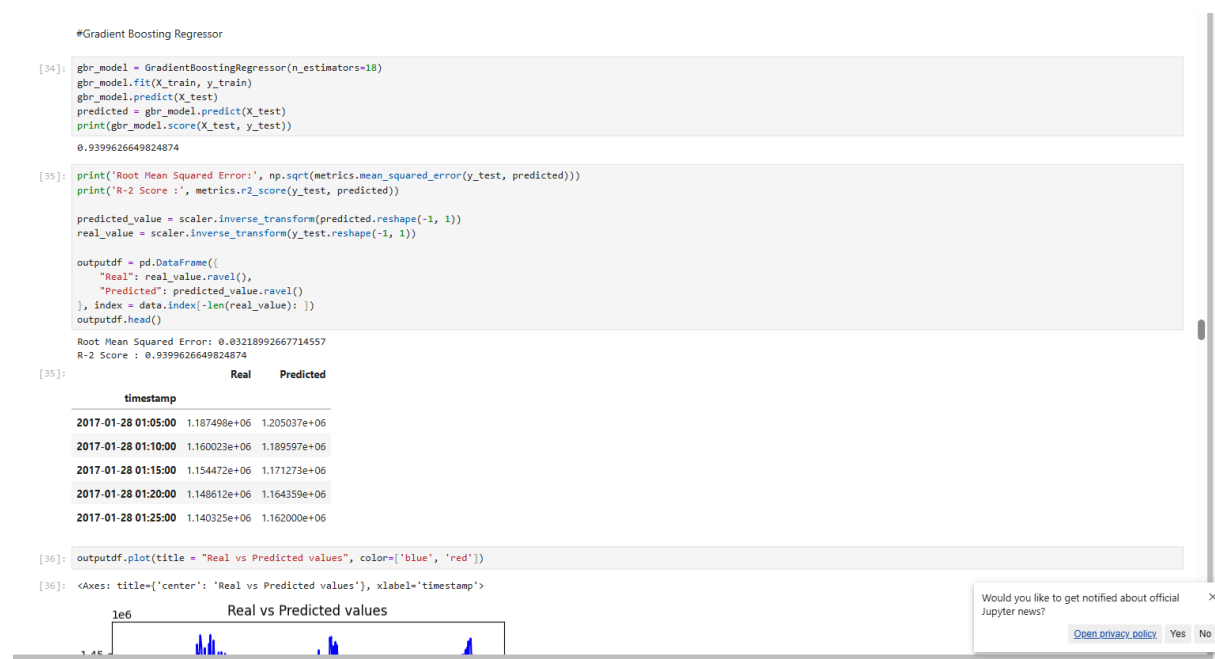 #Gradient Boosting Regressor
[34]: gbr_model = GradientBoostingRegressor(n_estimators=18)
gbr_model.fit(X_train, y_train)
gbr_model.predict(X_test)
predicted = gbr_model.predict(X_test)
print(gbr_model.score(X_test, y_test))
0.9399626649824874
[35]: print('Root Mean Squared Error:', np.sqrt(metrics.mean_squared_error(y_test, predicted)))
print('R-2 Score :', metrics.r2_score(y_test, predicted))
predicted_value = scaler.inverse_transform(predicted.reshape(-1, 1))
real_value = scaler.inverse_transform(y_test.reshape(-1, 1))
outputdf = pd.DataFrame({
"Real": real_value.ravel(),
"Predicted": predicted_value.ravel()
}, index = data.index[-len(real_value): ])
outputdf.head()
Root Mean Squared Error: 0.03218992667714557
R-2 Score : 0.9399626649824874
[35]: Real Predicted
timestamp
2017-01-28 01:05:00 1.187498e+06 1.205037e+06
2017-01-28 01:10:00 1.160023e+06 1.189597e+06
2017-01-28 01:15:00 1.154472e+06 1.171273e+06
2017-01-28 01:20:00 1.148612e+06 1.164359e+06
2017-01-28 01:25:00 1.140325e+06 1.162000e+06
[36]: outputdf.plot(title = "Real vs Predicted values", color=['blue', 'red'])
[36]: <Axes: title={'center': 'Real vs Predicted values'}, xlabel='timestamp'>
1e6 Real vs Predicted values
1.45
Would you like to get notified about official
Jupyter news?
Open privacy policy Yes No